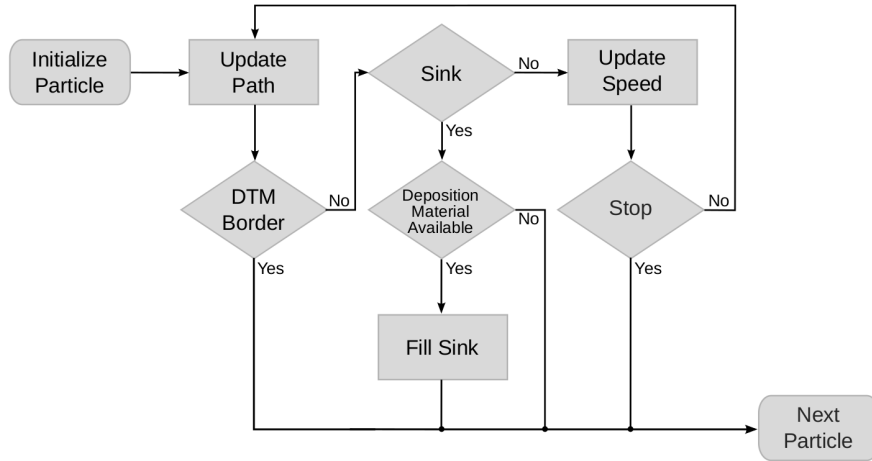 Initialize
Particle
Update
Path
Sink
No
Update
Speed
Yes
DTM
Border
No
Deposition
Material
Available
No
Stop
No
Yes
Yes
Yes
Fill Sink
Next
Particle